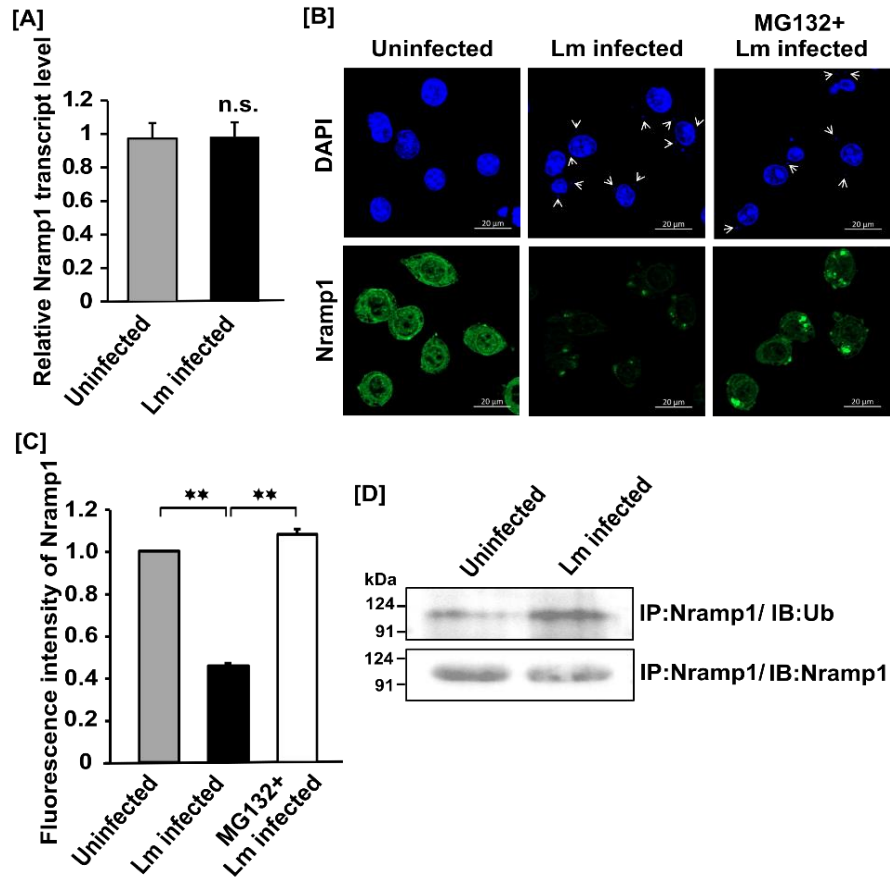 [A]
Relative Nramp1 transcript level
1.2
1
0.8
0.6
0.4
0.2
0
n.s.
Uninfected
Lm infected
[B]
Uninfected
Lm infected
MG132+
Lm infected
DAPI
20 µm
20 µm
20 µm
Nramp1
20 µm
20 µm
20 µm
[C]
Fluorescence intensity of Nramp1
1.2
1.0
0.8
0.6
0.4
0.2
0
★★
★★
Uninfected
Lm infected
MG132+
Lm infected
[D]
Uninfected
Lm infected
kDa
124
91
IP:Nramp1/ IB:Ub
124
91
IP:Nramp1/ IB:Nramp1